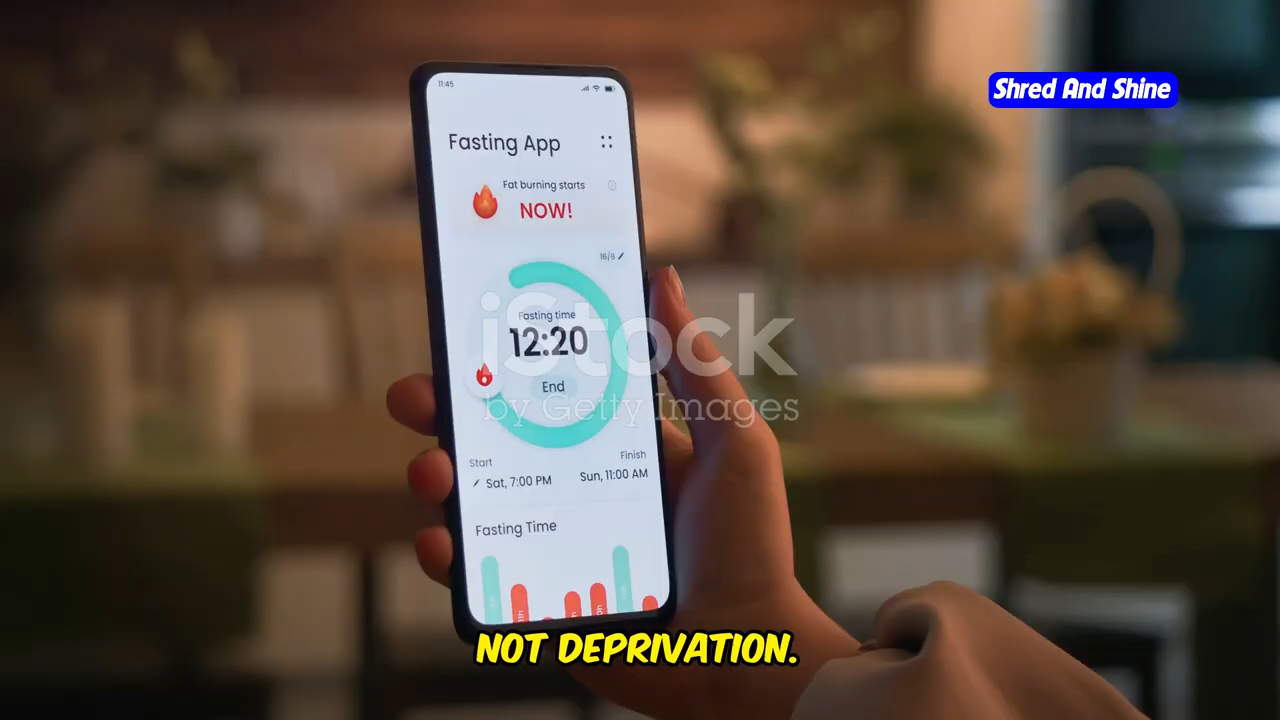 Shred And Shine
11:45
Fasting App
Fat burning starts
NOW!
16/8
Fasting time
12:20
End
iStock
by Getty Images
Start
Finish
Sat, 7:00 PM
Sun, 11:00 AM
Fasting Time
NOT DEPRIVATION.